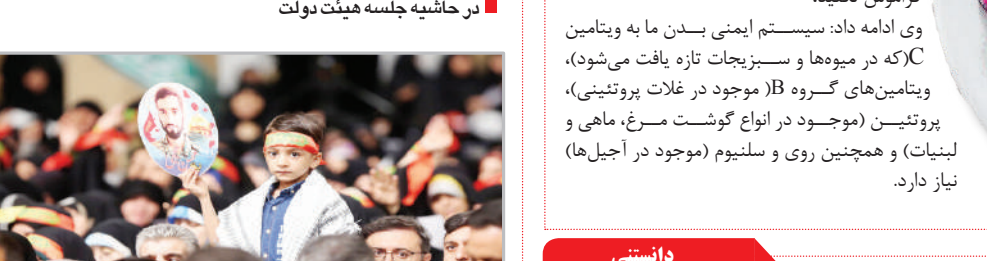 فراموش نکنید.
وی ادامه داد: سیستم ایمنی بدن ما به ویتامین
C(که در میوه‌ها و سبزیجات تازه یافت می‌شود)،
ویتامین‌های گروه B( موجود در غلات پروتئینی)،
پروتئین (موجود در انواع گوشت مرغ، ماهی و
لبنیات) و همچنین روی و سلنیوم (موجود در آجیل‌ها)
نیاز دارد.
دانستنی
در حاشیه جلسه هیئت دولت